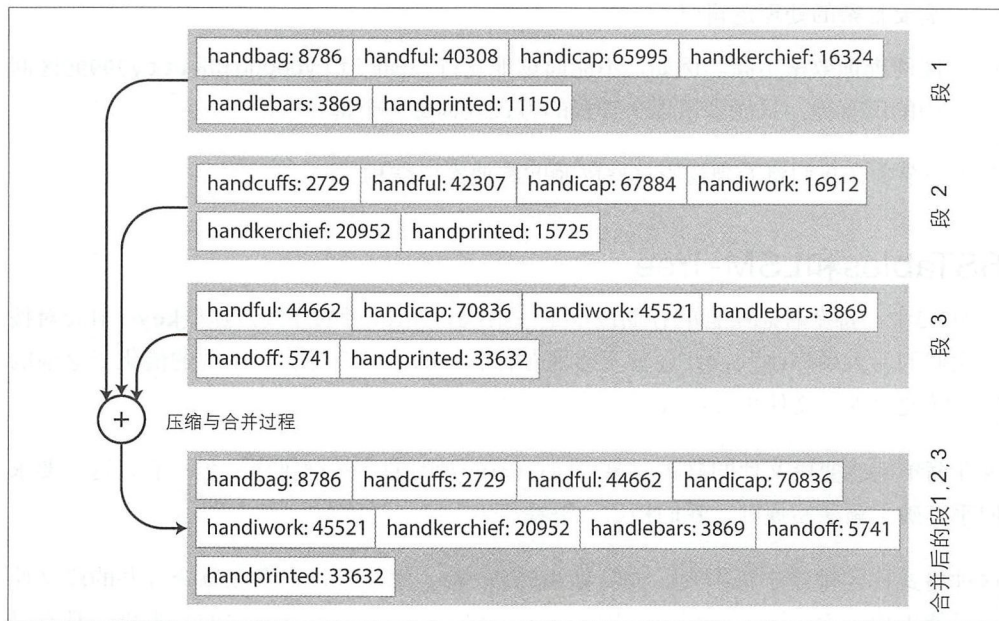 handbag: 8786 handful: 40308 handicap: 65995 handkerchief: 16324
handlebars: 3869 handprinted: 11150
段 1
handcuffs: 2729 handful: 42307 handicap: 67884 handiwork: 16912
handkerchief: 20952 handprinted: 15725
段 2
handful: 44662 handicap: 70836 handiwork: 45521 handlebars: 3869
handoff: 5741 handprinted: 33632
段 3
+ 压缩与合并过程
handbag: 8786 handcuffs: 2729 handful: 44662 handicap: 70836
handiwork: 45521 handkerchief: 20952 handlebars: 3869 handoff: 5741
handprinted: 33632
合并后的段1, 2, 3